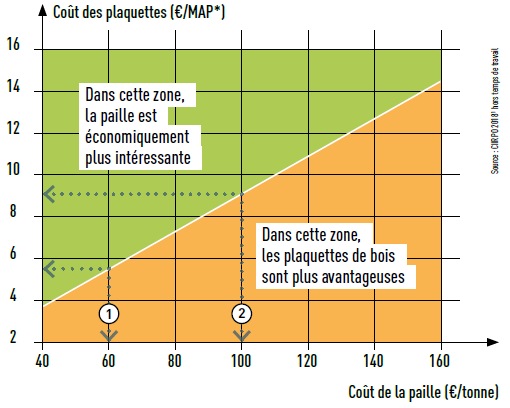 Coût des plaquettes (€/MAP*)
16
14
12
10
8
6
4
2
Dans cette zone,
la paille est
économiquement
plus intéressante
Dans cette zone,
les plaquettes de bois
sont plus avantageuses
1
2
40
60
80
100
120
140
160
Coût de la paille (€/tonne)
Source : CIIRPO 2018¹ hors temps de travail